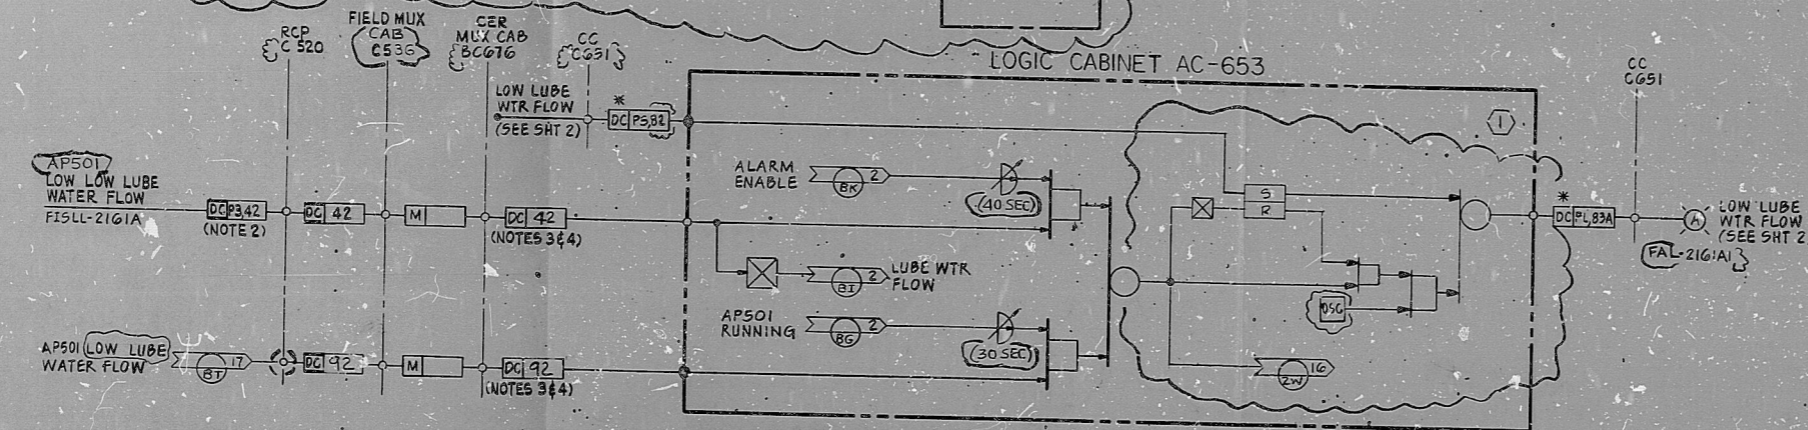 RCP
C 520
FIELD MUX
CAB
C536
CER
MUX CAB
BC676
CC
C651
LOGIC CABINET AC-653
CC
C651
LOW LUBE
WTR FLOW
(SEE SHT 2)
*
DC P5,82
1
ALARM
ENABLE
BK 2
(40 SEC)
AP501
LOW LOW LUBE
WATER FLOW
FISLL-2161A
DC P3,42
(NOTE 2)
DC 42
M
DC 42
(NOTES 3&4)
S
R
*
DC PL,83A
A
LOW LUBE
WTR FLOW
(SEE SHT 2
FAL-2161A1
BI 2
LUBE WTR
FLOW
OSC
AP501
RUNNING
BG 2
(30 SEC)
AP501 LOW LUBE
WATER FLOW
BT 17
DC 92
M
DC 92
(NOTES 3&4)
2W 16